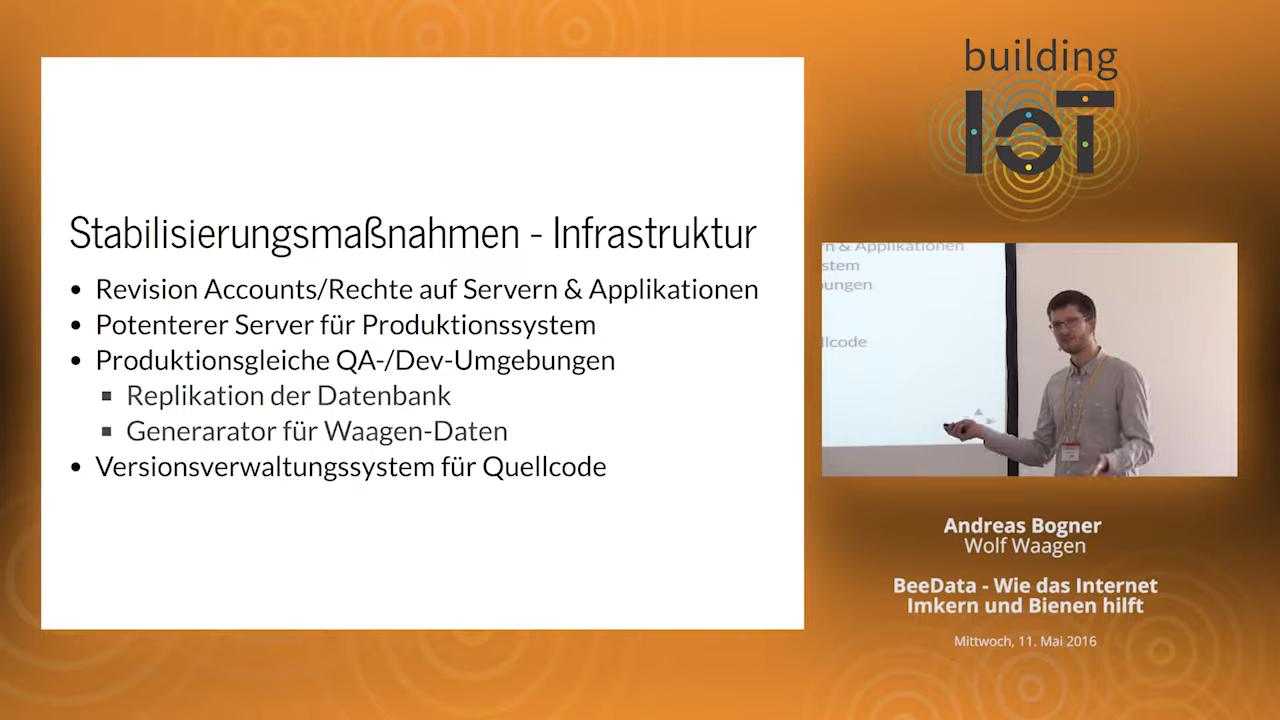 Stabilisierungsmaßnahmen - Infrastruktur
Revision Accounts/Rechte auf Servern & Applikationen
Potenterer Server für Produktionssystem
Produktionsgleiche QA-/Dev-Umgebungen
Replikation der Datenbank
Generarator für Waagen-Daten
Versionsverwaltungssystem für Quellcode
building
IoT
n & Applikationen
stem
ungen
llcode
Andreas Bogner
Wolf Waagen
BeeData - Wie das Internet
Imkern und Bienen hilft
Mittwoch, 11. Mai 2016